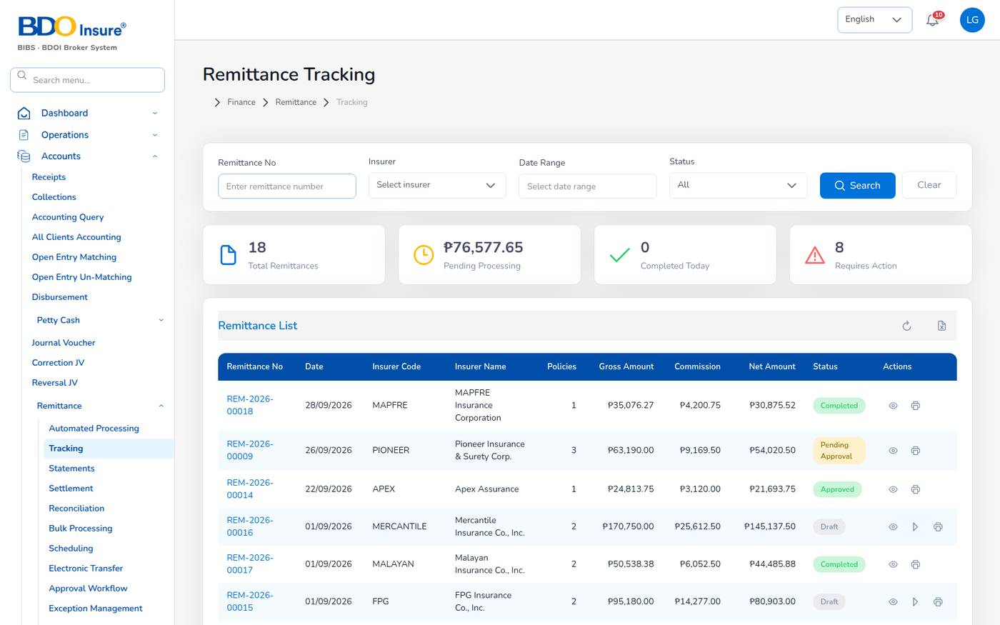 BDO Insure®
BIBS · BDOI Broker System
Search menu...
Dashboard
Operations
Accounts
Receipts
Collections
Accounting Query
All Clients Accounting
Open Entry Matching
Open Entry Un-Matching
Disbursement
Petty Cash
Journal Voucher
Correction JV
Reversal JV
Remittance
Automated Processing
Tracking
Statements
Settlement
Reconciliation
Bulk Processing
Scheduling
Electronic Transfer
Approval Workflow
Exception Management
English
10
LG
Remittance Tracking
Finance Remittance Tracking
Remittance No Insurer Date Range Status
Enter remittance number Select insurer Select date range All Search Clear
18
Total Remittances
₱76,577.65
Pending Processing
0
Completed Today
8
Requires Action
Remittance List
Remittance No Date Insurer Code Insurer Name Policies Gross Amount Commission Net Amount Status Actions
REM-2026-
00018
28/09/2026 MAPFRE
MAPFRE
Insurance
Corporation
1 ₱35,076.27 ₱4,200.75 ₱30,875.52 Completed
REM-2026-
00009
26/09/2026 PIONEER
Pioneer Insurance
& Surety Corp.
3 ₱63,190.00 ₱9,169.50 ₱54,020.50
Pending
Approval
REM-2026-
00014
22/09/2026 APEX Apex Assurance 1 ₱24,813.75 ₱3,120.00 ₱21,693.75 Approved
REM-2026-
00016
01/09/2026 MERCANTILE
Mercantile
Insurance Co., Inc.
2 ₱170,750.00 ₱25,612.50 ₱145,137.50 Draft
REM-2026-
00017
01/09/2026 MALAYAN
Malayan
Insurance Co., Inc.
2 ₱50,538.38 ₱6,052.50 ₱44,485.88 Completed
REM-2026-
00015
01/09/2026 FPG
FPG Insurance
Co., Inc.
2 ₱95,180.00 ₱14,277.00 ₱80,903.00 Draft